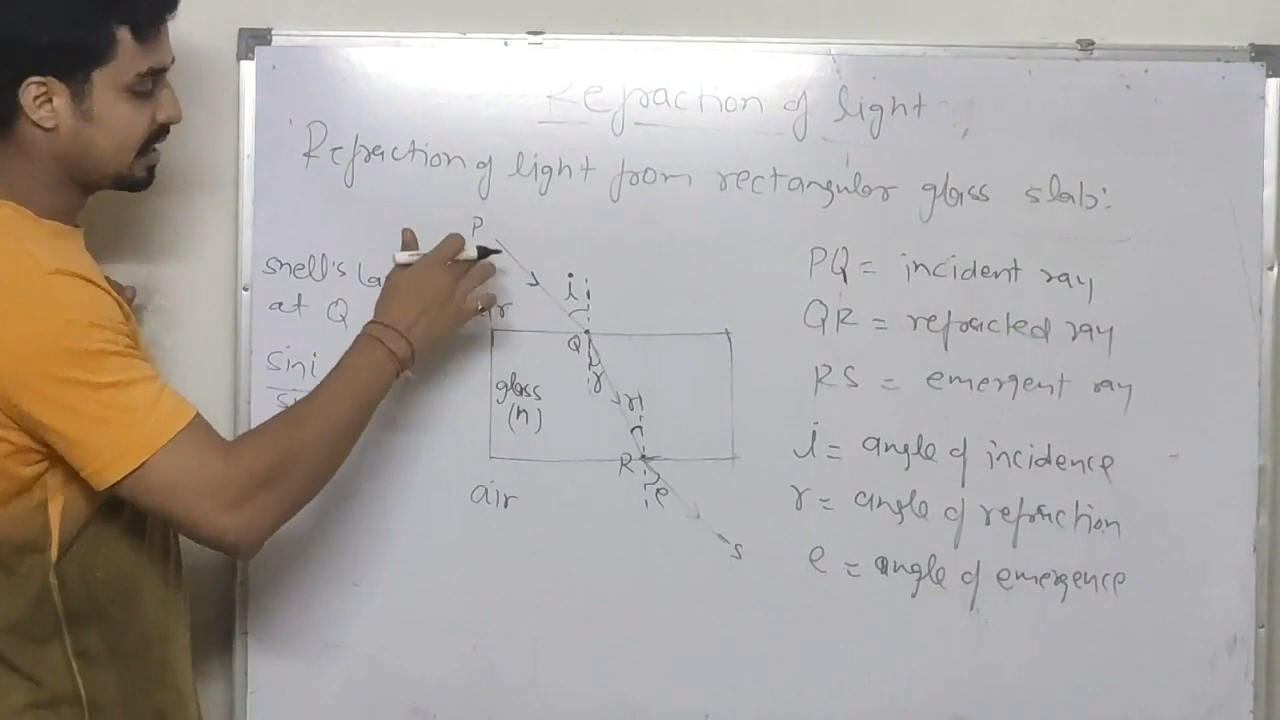 Refraction of light
Refraction of light from rectangular glass slab:
P
snell's
at Q
sini
i
Q
r
glass
(n)
r1
R
e
air
S
PQ = incident ray
QR = refracted ray
RS = emergent ray
i = angle of incidence
r = angle of refraction
e = angle of emergence